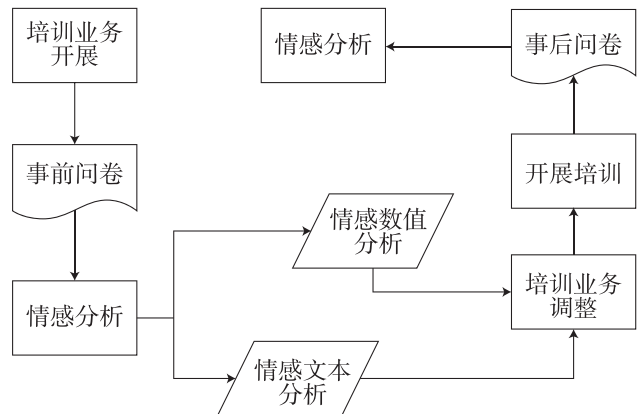 培训业务
开展
事前问卷
情感分析
情感数值
分析
情感文本
分析
培训业务
调整
开展培训
事后问卷
情感分析